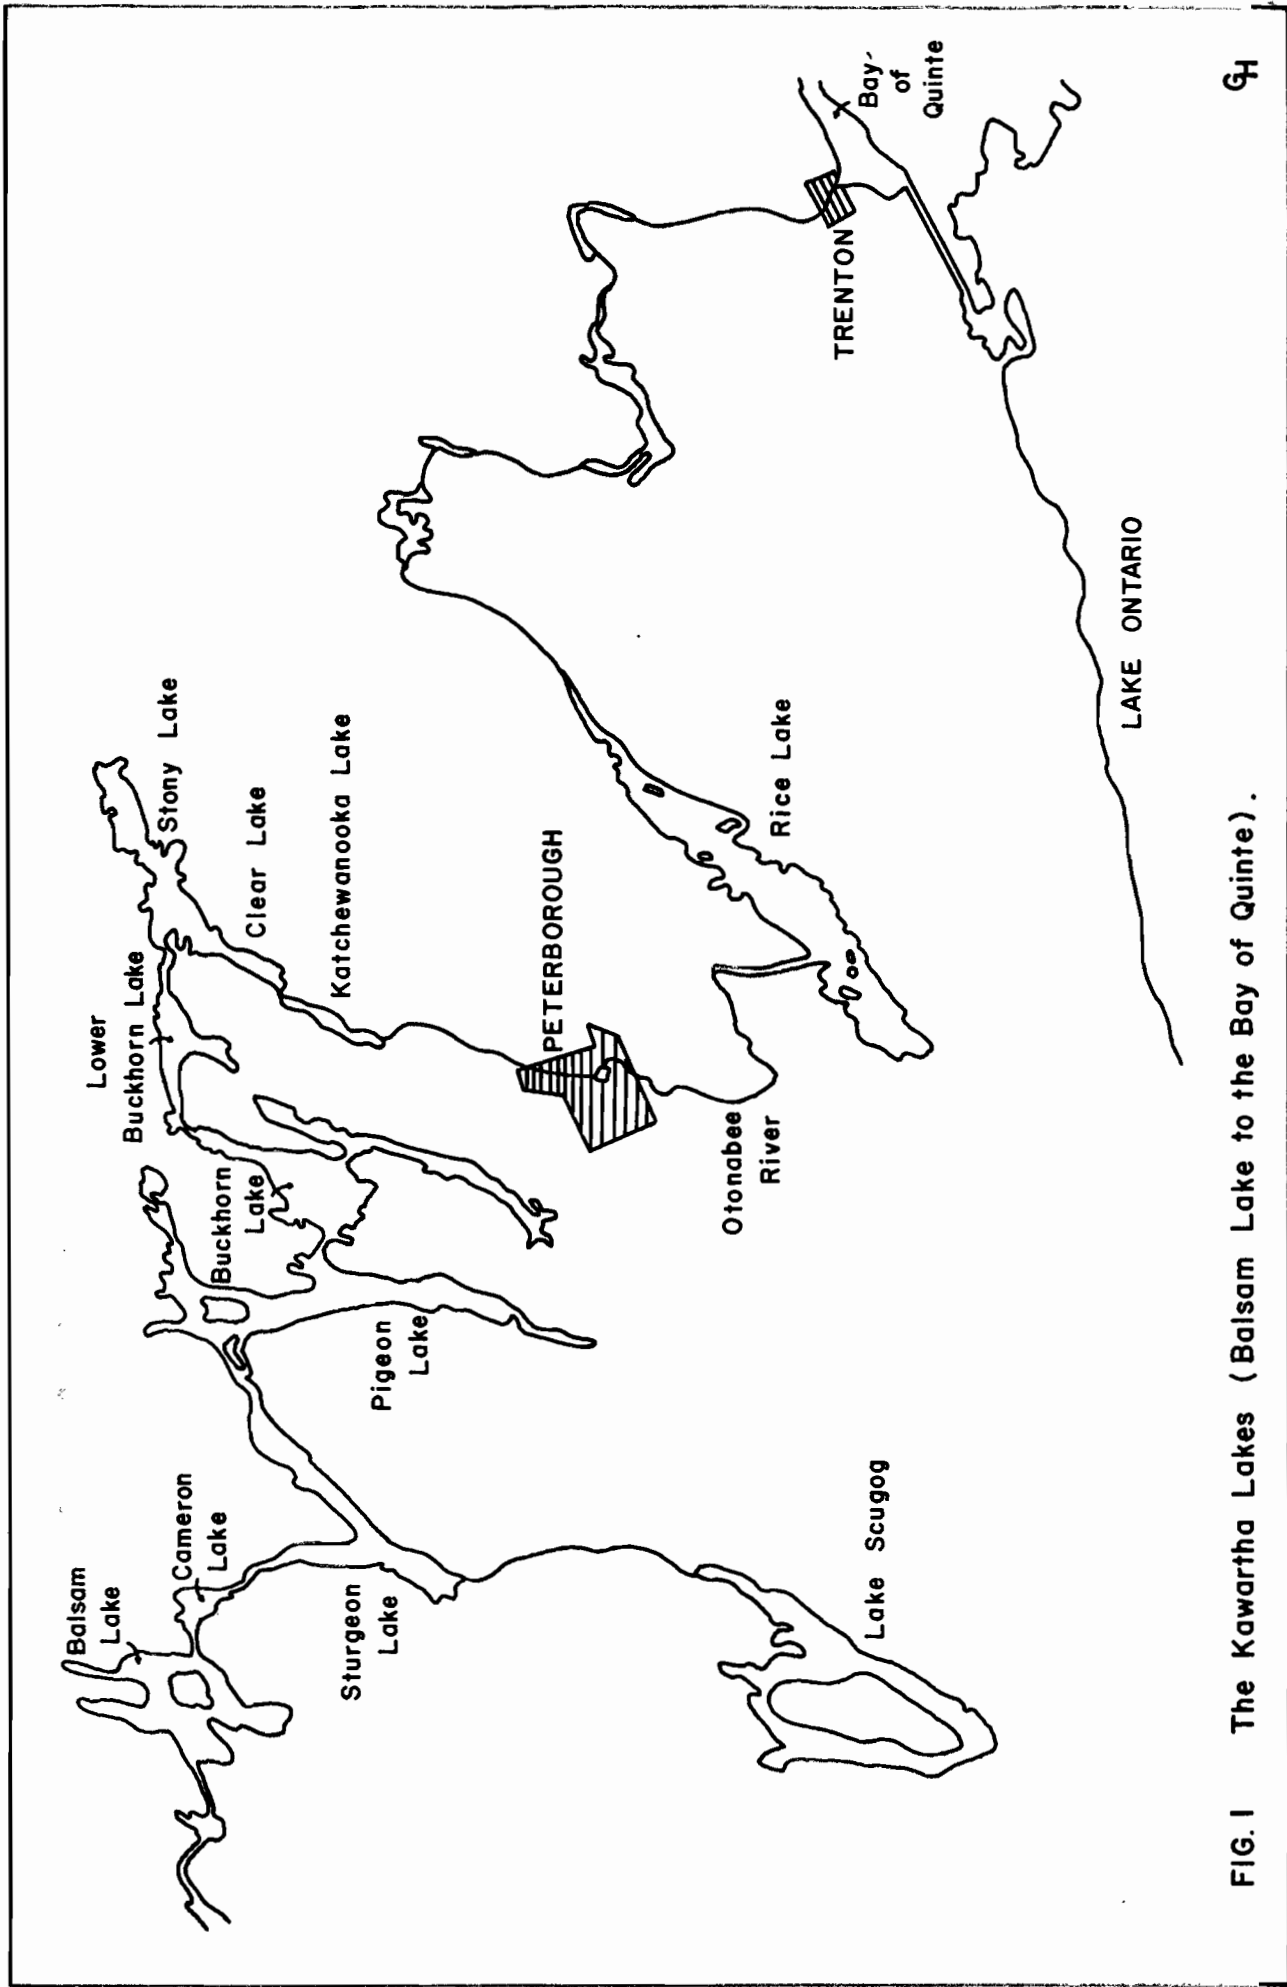 Balsam
Lake
Cameron
Lake
Sturgeon
Lake
Lake Scugog
Pigeon
Lake
Buckhorn
Lake
Lower
Buckhorn Lake
Stony Lake
Clear Lake
Katchewanooka Lake
PETERBOROUGH
Otonabee
River
Rice Lake
TRENTON
Bay
of
Quinte
LAKE ONTARIO
GH
FIG. 1 The Kawartha Lakes (Balsam Lake to the Bay of Quinte).